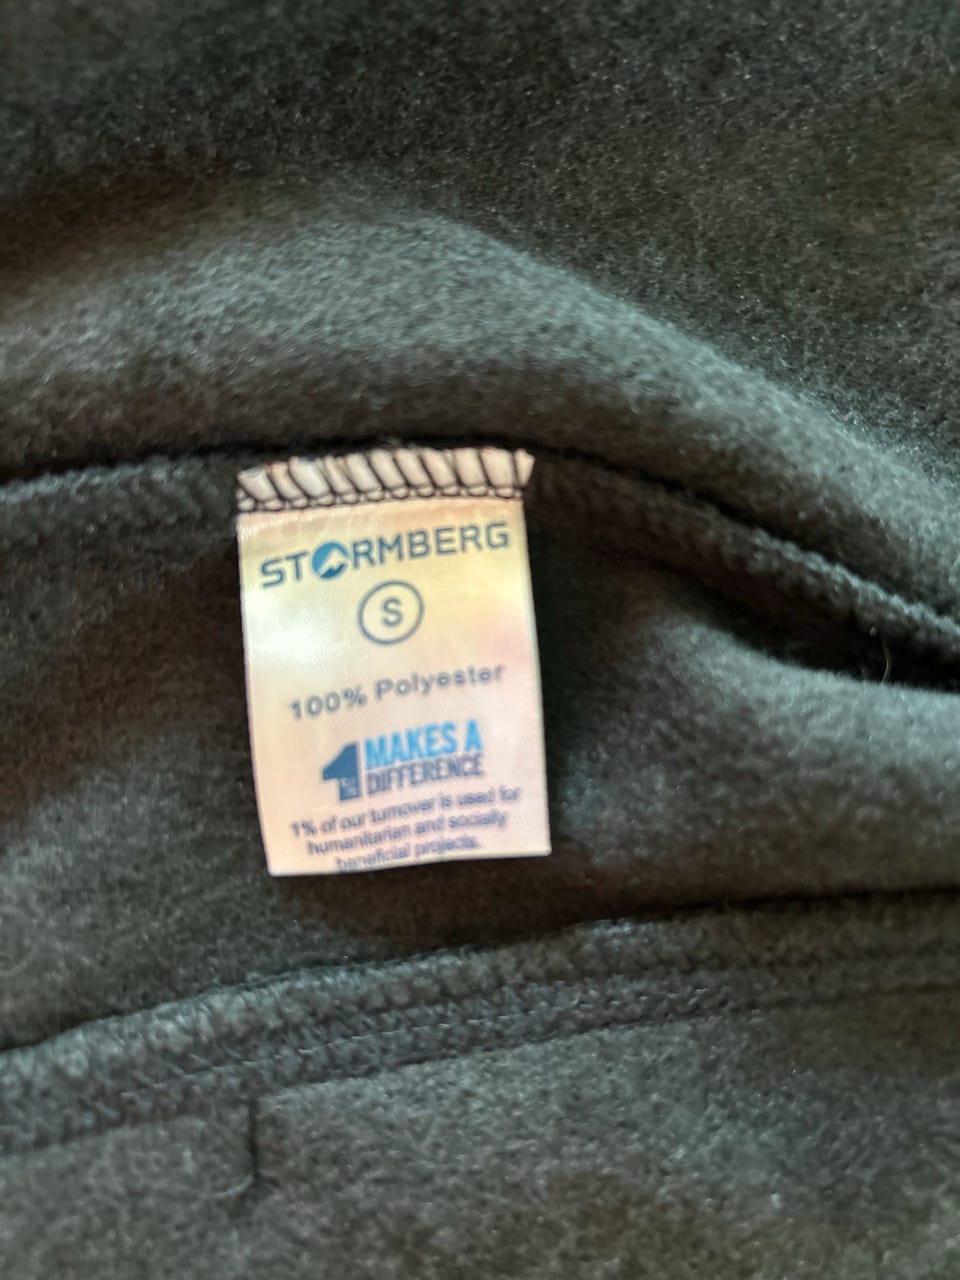 STORMBERG
S
100% Polyester
1% MAKES A
DIFFERENCE
1% of our turnover is used for
humanitarian and socially
beneficial projects.